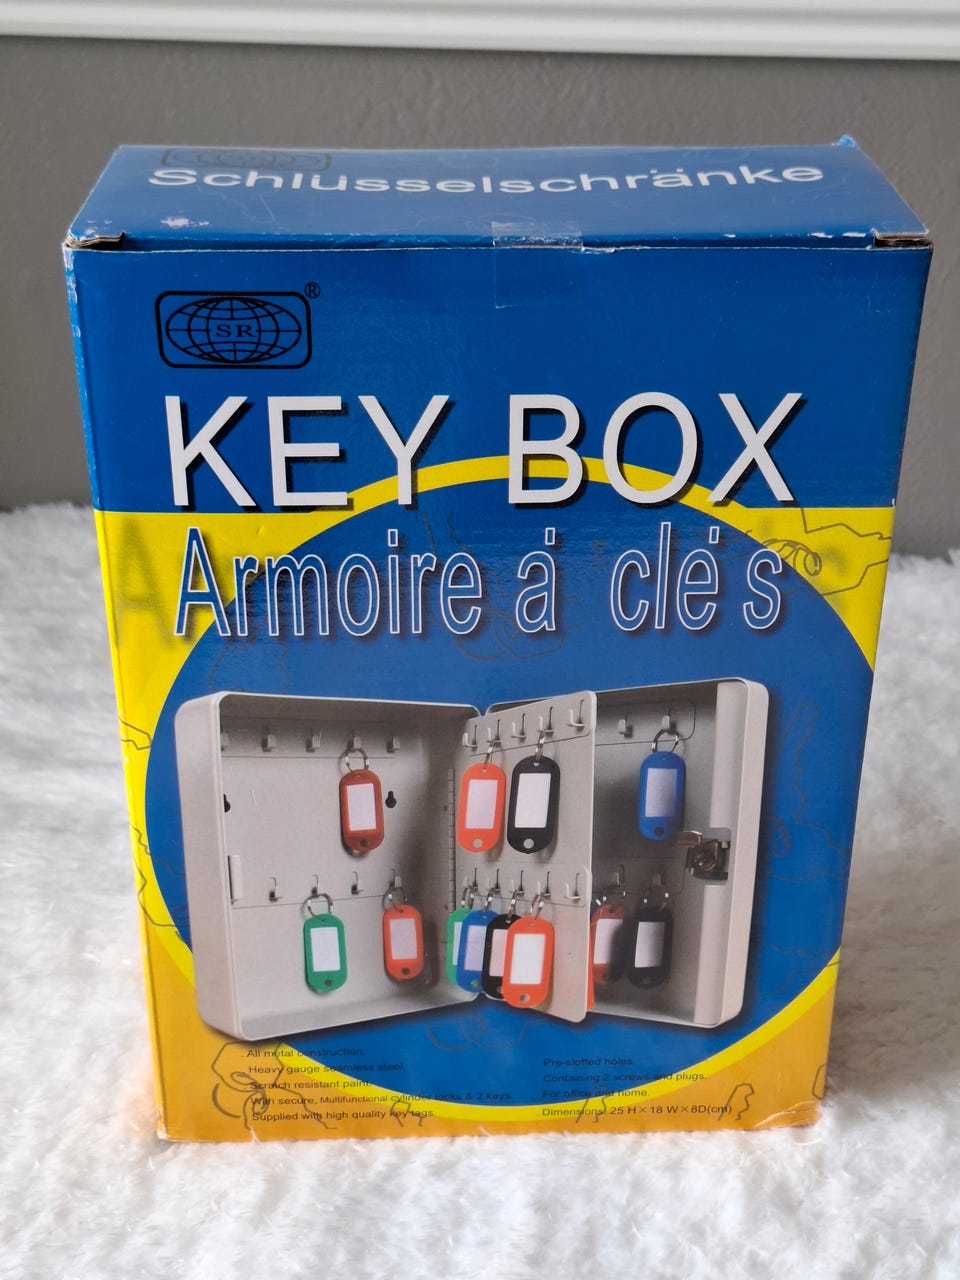 Schlüsselschränke
SR®
KEY BOX
Armoire á clé s
. All metal construction.
Heavy gauge seamless steel.
Scratch resistant paint.
With secure, Multifunctional cylinder locks & 2 keys.
Supplied with high quality key tags.
Pre-slotted holes.
Containing 2 screws and plugs.
For office and home.
. Dimensions: 25 H×18 W×8D(cm)